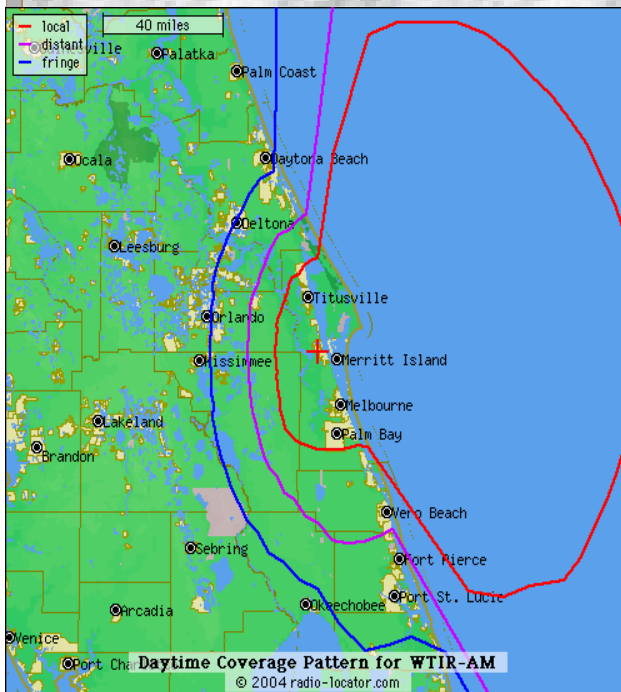 local
40 miles
distant
fringe
Palatka
Palm Coast
Ocala
Daytona Beach
Deltona
Leesburg
Titusville
Orlando
Kissimmee
Merritt Island
Melbourne
Lakeland
Palm Bay
Brandon
Vero Beach
Sebring
Fort Pierce
Port St. Lucie
Okeechobee
Arcadia
Venice
Daytime Coverage Pattern for WTIR-AM
Port Char
© 2004 radio-locator.com